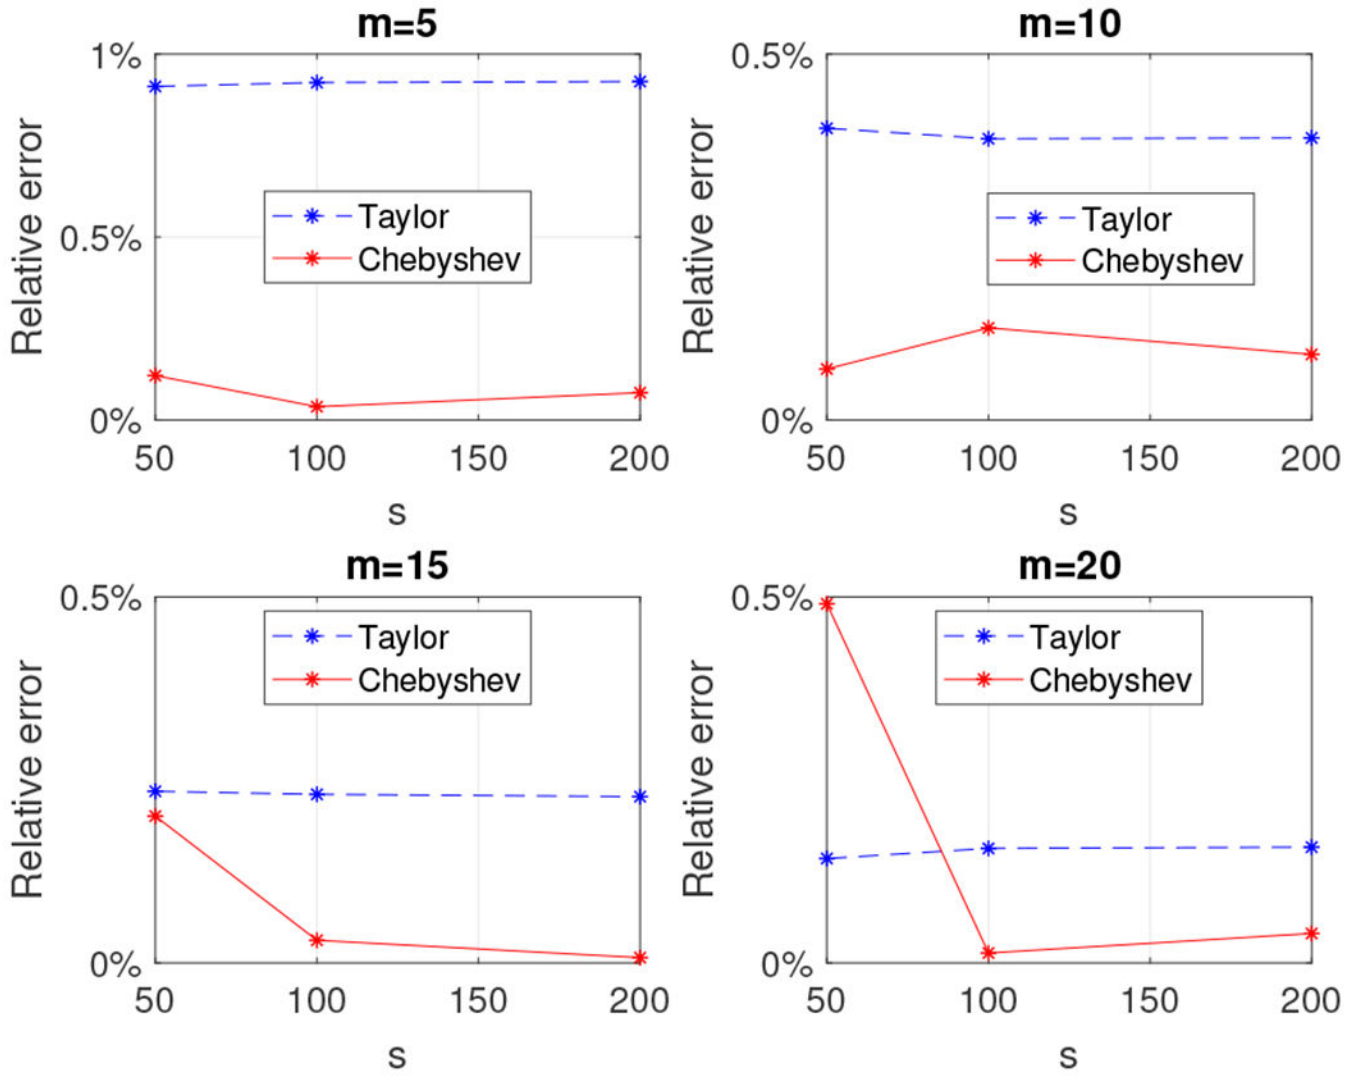 m=5
1%
0.5%
0%
Relative error
Taylor
Chebyshev
50 100 150 200
s
m=10
0.5%
0%
Relative error
Taylor
Chebyshev
50 100 150 200
s
m=15
0.5%
0%
Relative error
Taylor
Chebyshev
50 100 150 200
s
m=20
0.5%
0%
Relative error
Taylor
Chebyshev
50 100 150 200
s